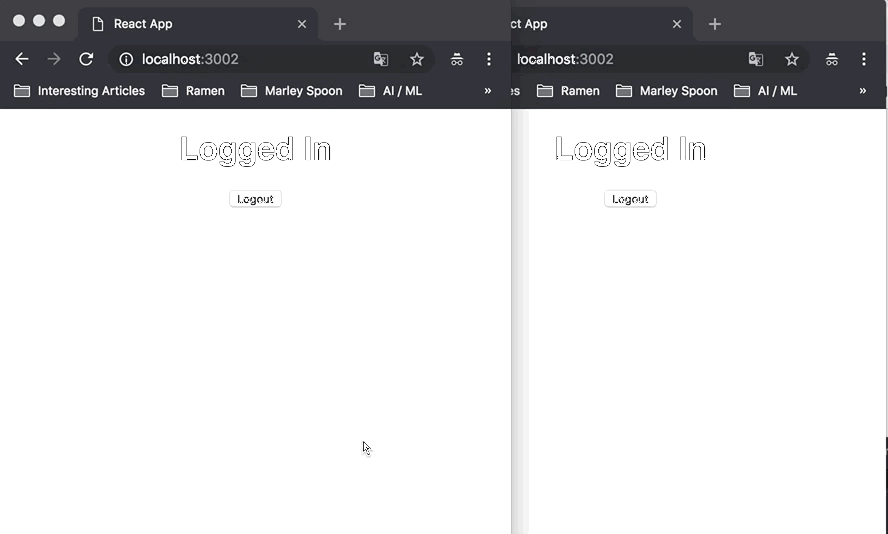 React App
localhost:3002
Interesting Articles Ramen Marley Spoon AI / ML »
Logged In
Logout
ct App
localhost:3002
es Ramen Marley Spoon AI / ML »
Logged In
Logout